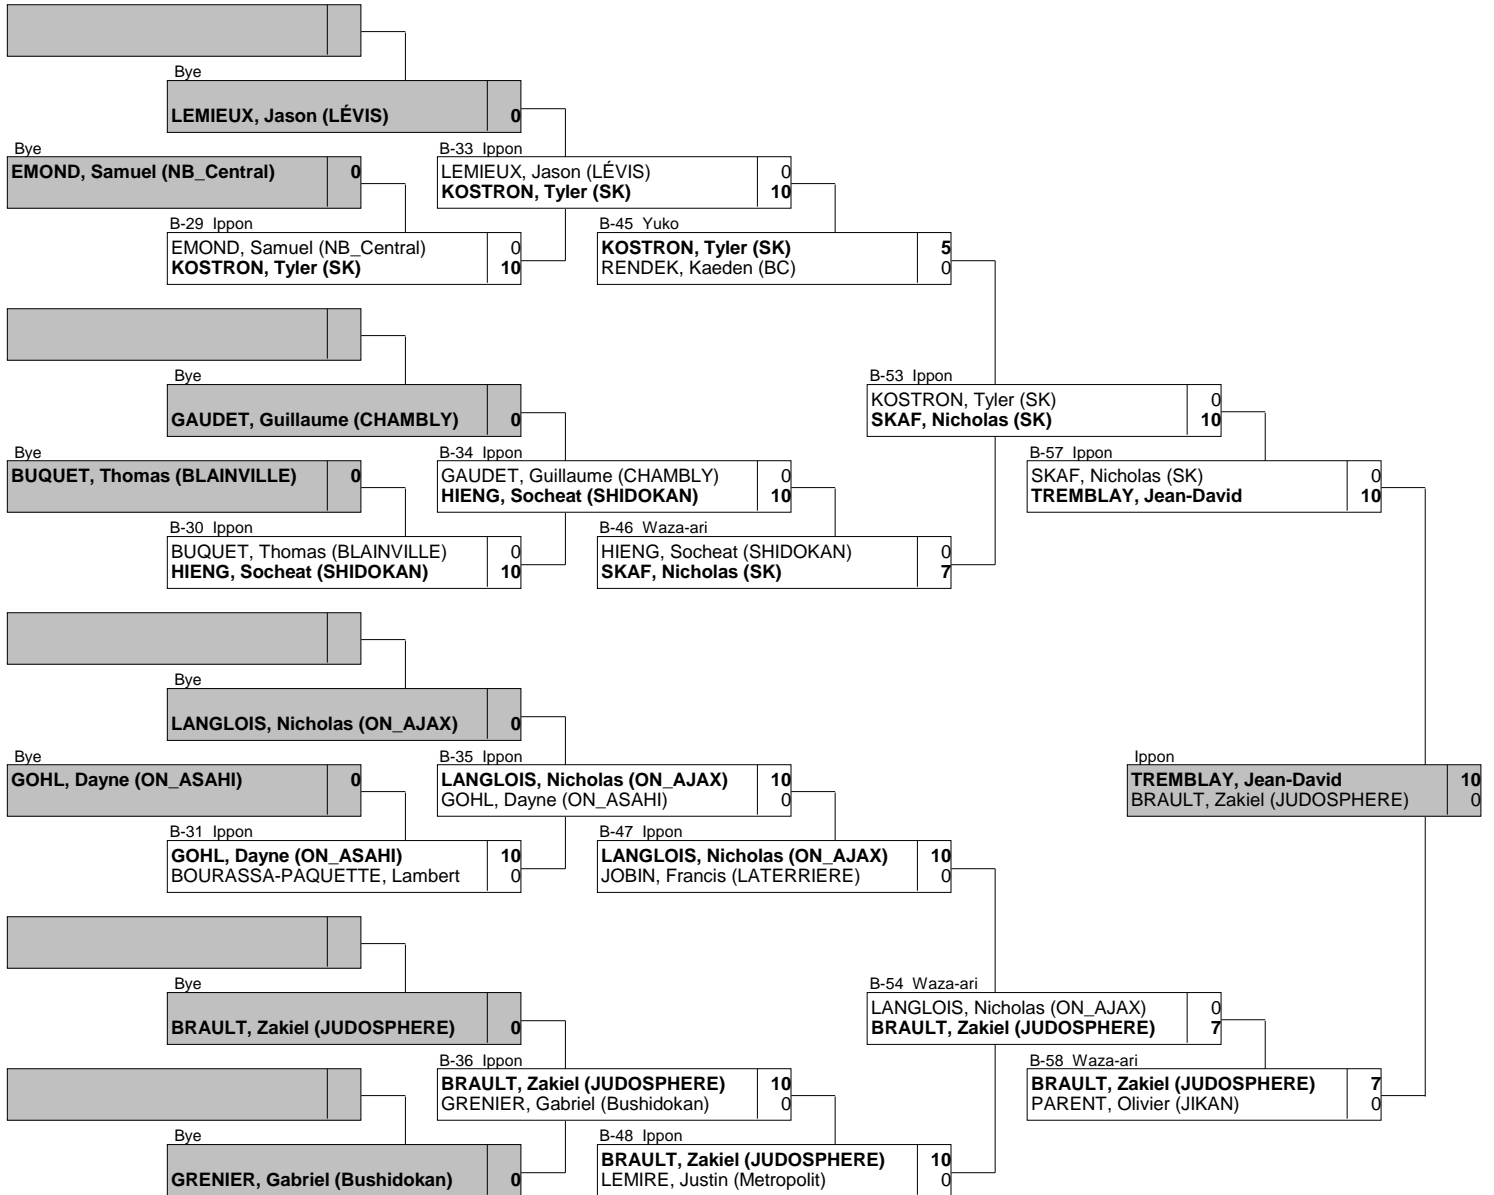 Bye
LEMIEUX, Jason (LÉVIS) 0
Bye
EMOND, Samuel (NB_Central) 0
B-33 Ippon
LEMIEUX, Jason (LÉVIS) 0
KOSTRON, Tyler (SK) 10
B-29 Ippon
EMOND, Samuel (NB_Central) 0
KOSTRON, Tyler (SK) 10
B-45 Yuko
KOSTRON, Tyler (SK) 5
RENDEK, Kaeden (BC) 0
Bye
GAUDET, Guillaume (CHAMBLY) 0
B-53 Ippon
KOSTRON, Tyler (SK) 0
SKAF, Nicholas (SK) 10
Bye
BUQUET, Thomas (BLAINVILLE) 0
B-34 Ippon
GAUDET, Guillaume (CHAMBLY) 0
HIENG, Socheat (SHIDOKAN) 10
B-57 Ippon
SKAF, Nicholas (SK) 0
TREMBLAY, Jean-David 10
B-30 Ippon
BUQUET, Thomas (BLAINVILLE) 0
HIENG, Socheat (SHIDOKAN) 10
B-46 Waza-ari
HIENG, Socheat (SHIDOKAN) 0
SKAF, Nicholas (SK) 7
Bye
LANGLOIS, Nicholas (ON_AJAX) 0
Bye
GOHL, Dayne (ON_ASAHI) 0
B-35 Ippon
LANGLOIS, Nicholas (ON_AJAX) 10
GOHL, Dayne (ON_ASAHI) 0
Ippon
TREMBLAY, Jean-David 10
BRAULT, Zakiel (JUDOSPHERE) 0
B-31 Ippon
GOHL, Dayne (ON_ASAHI) 10
BOURASSA-PAQUETTE, Lambert 0
B-47 Ippon
LANGLOIS, Nicholas (ON_AJAX) 10
JOBIN, Francis (LATERRIERE) 0
Bye
BRAULT, Zakiel (JUDOSPHERE) 0
B-54 Waza-ari
LANGLOIS, Nicholas (ON_AJAX) 0
BRAULT, Zakiel (JUDOSPHERE) 7
B-36 Ippon
BRAULT, Zakiel (JUDOSPHERE) 10
GRENIER, Gabriel (Bushidokan) 0
B-58 Waza-ari
BRAULT, Zakiel (JUDOSPHERE) 7
PARENT, Olivier (JIKAN) 0
Bye
GRENIER, Gabriel (Bushidokan) 0
B-48 Ippon
BRAULT, Zakiel (JUDOSPHERE) 10
LEMIRE, Justin (Metropolit) 0